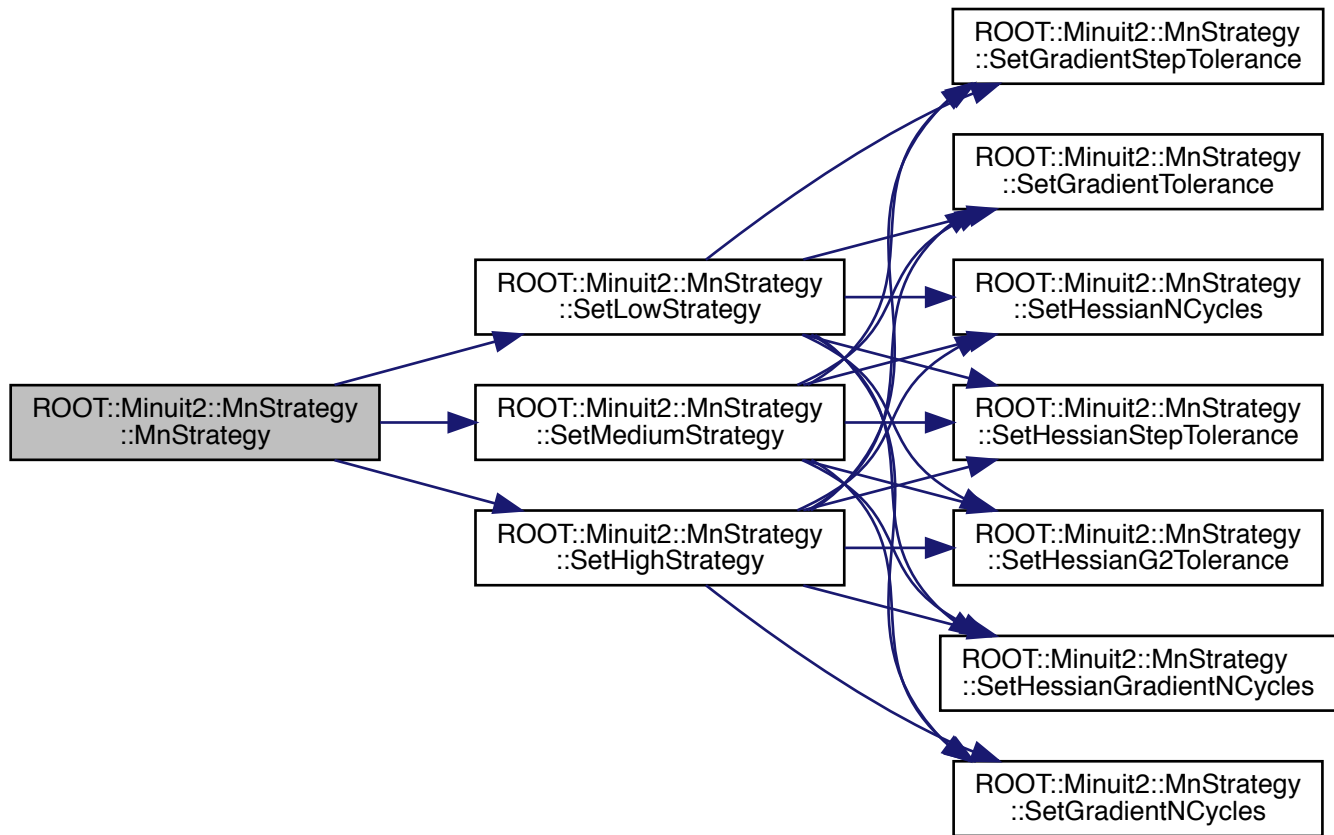 ROOT::Minuit2::MnStrategy
::MnStrategy
ROOT::Minuit2::MnStrategy
::SetLowStrategy
ROOT::Minuit2::MnStrategy
::SetMediumStrategy
ROOT::Minuit2::MnStrategy
::SetHighStrategy
ROOT::Minuit2::MnStrategy
::SetGradientStepTolerance
ROOT::Minuit2::MnStrategy
::SetGradientTolerance
ROOT::Minuit2::MnStrategy
::SetHessianNCycles
ROOT::Minuit2::MnStrategy
::SetHessianStepTolerance
ROOT::Minuit2::MnStrategy
::SetHessianG2Tolerance
ROOT::Minuit2::MnStrategy
::SetHessianGradientNCycles
ROOT::Minuit2::MnStrategy
::SetGradientNCycles